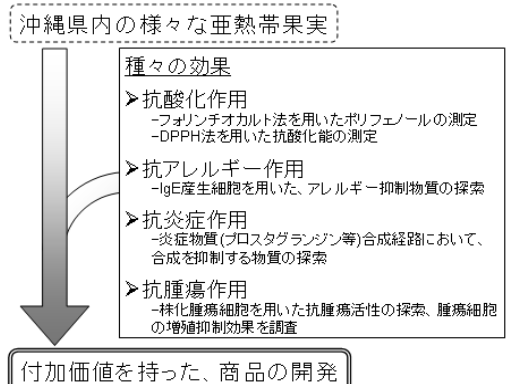 沖縄県内の様々な亜熱帯果実
種々の効果
➤抗酸化作用
−フォリンチオカルト法を用いたポリフェノールの測定
−DPPH法を用いた抗酸化能の測定
➤抗アレルギー作用
−IgE産生細胞を用いた、アレルギー抑制物質の探索
➤抗炎症作用
−炎症物質(プロスタグランジン等)合成経路において、
合成を抑制する物質の探索
➤抗腫瘍作用
−株化腫瘍細胞を用いた抗腫瘍活性の探索、腫瘍細胞
の増殖抑制効果を調査
付加価値を持った、商品の開発